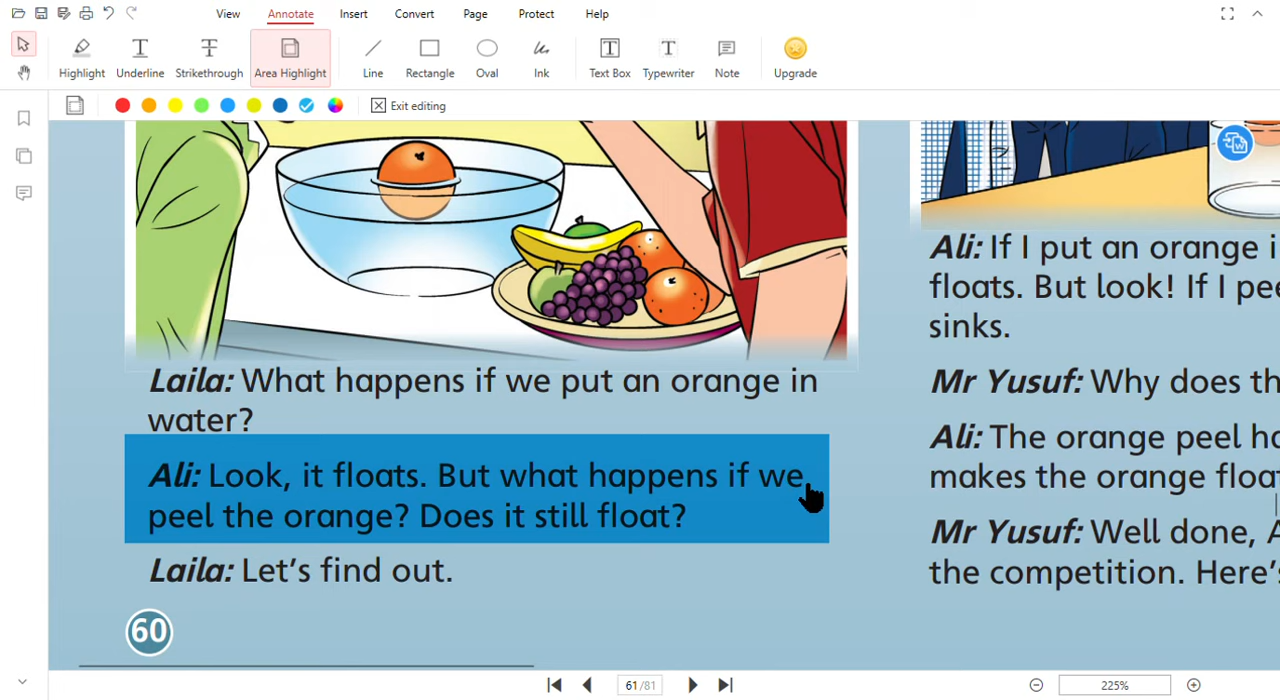 View Annotate Insert Convert Page Protect Help
Highlight Underline Strikethrough Area Highlight Line Rectangle Oval Ink Text Box Typewriter Note Upgrade
Exit editing
Laila: What happens if we put an orange in
water?
Ali: Look, it floats. But what happens if we
peel the orange? Does it still float?
Laila: Let's find out.
60
Ali: If I put an orange i
floats. But look! If I pee
sinks.
Mr Yusuf: Why does th
Ali: The orange peel ha
makes the orange float
Mr Yusuf: Well done, A
the competition. Here's
61/81
225%